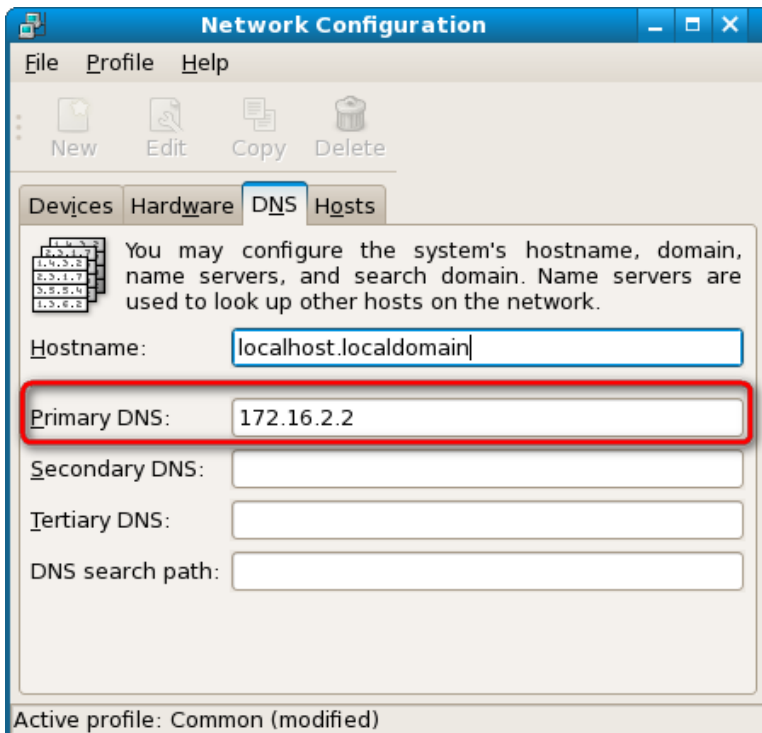 Network Configuration
File Profile Help
New Edit Copy Delete
Devices Hardware DNS Hosts
You may configure the system's hostname, domain,
name servers, and search domain. Name servers are
used to look up other hosts on the network.
Hostname: localhost.localdomain
Primary DNS: 172.16.2.2
Secondary DNS:
Tertiary DNS:
DNS search path:
Active profile: Common (modified)